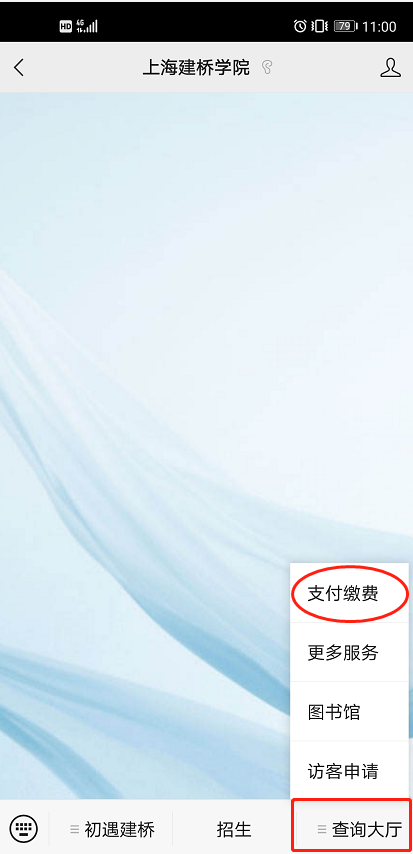 HD 4G 79 11:00
上海建桥学院
支付缴费
更多服务
图书馆
访客申请
初遇建桥 招生 查询大厅